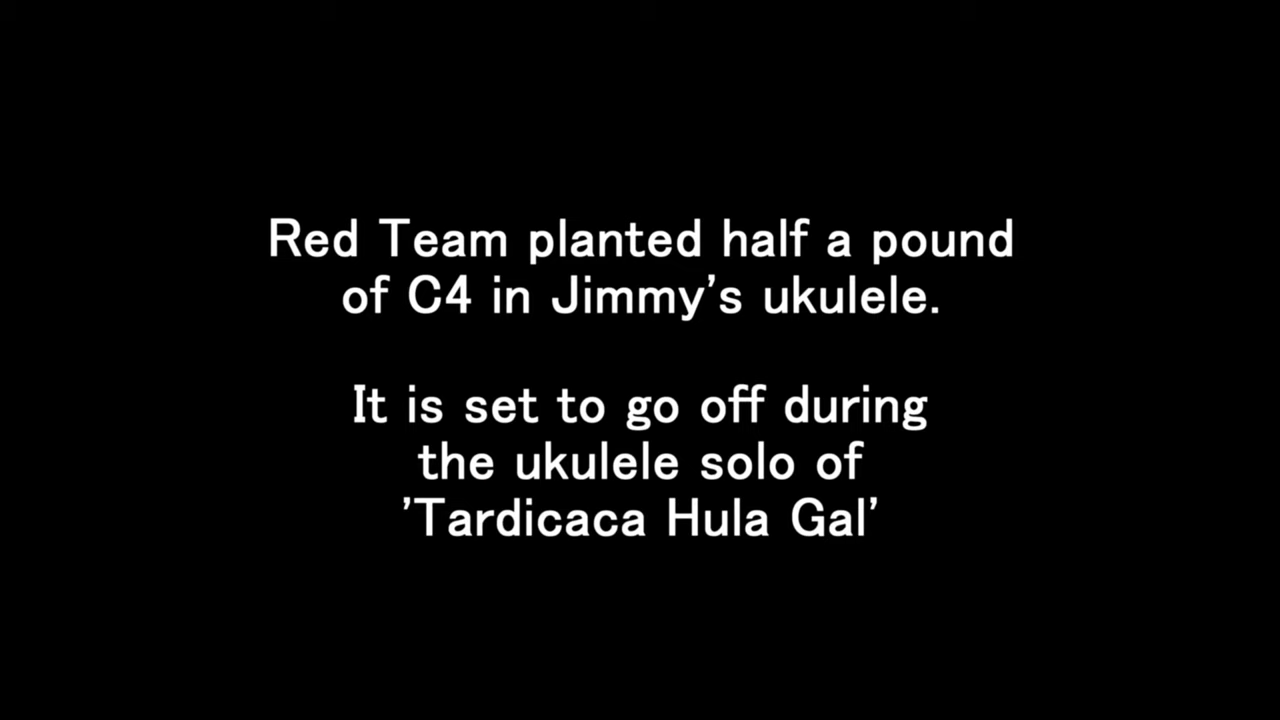 Red Team planted half a pound
of C4 in Jimmy's ukulele.
It is set to go off during
the ukulele solo of
'Tardicaca Hula Gal'